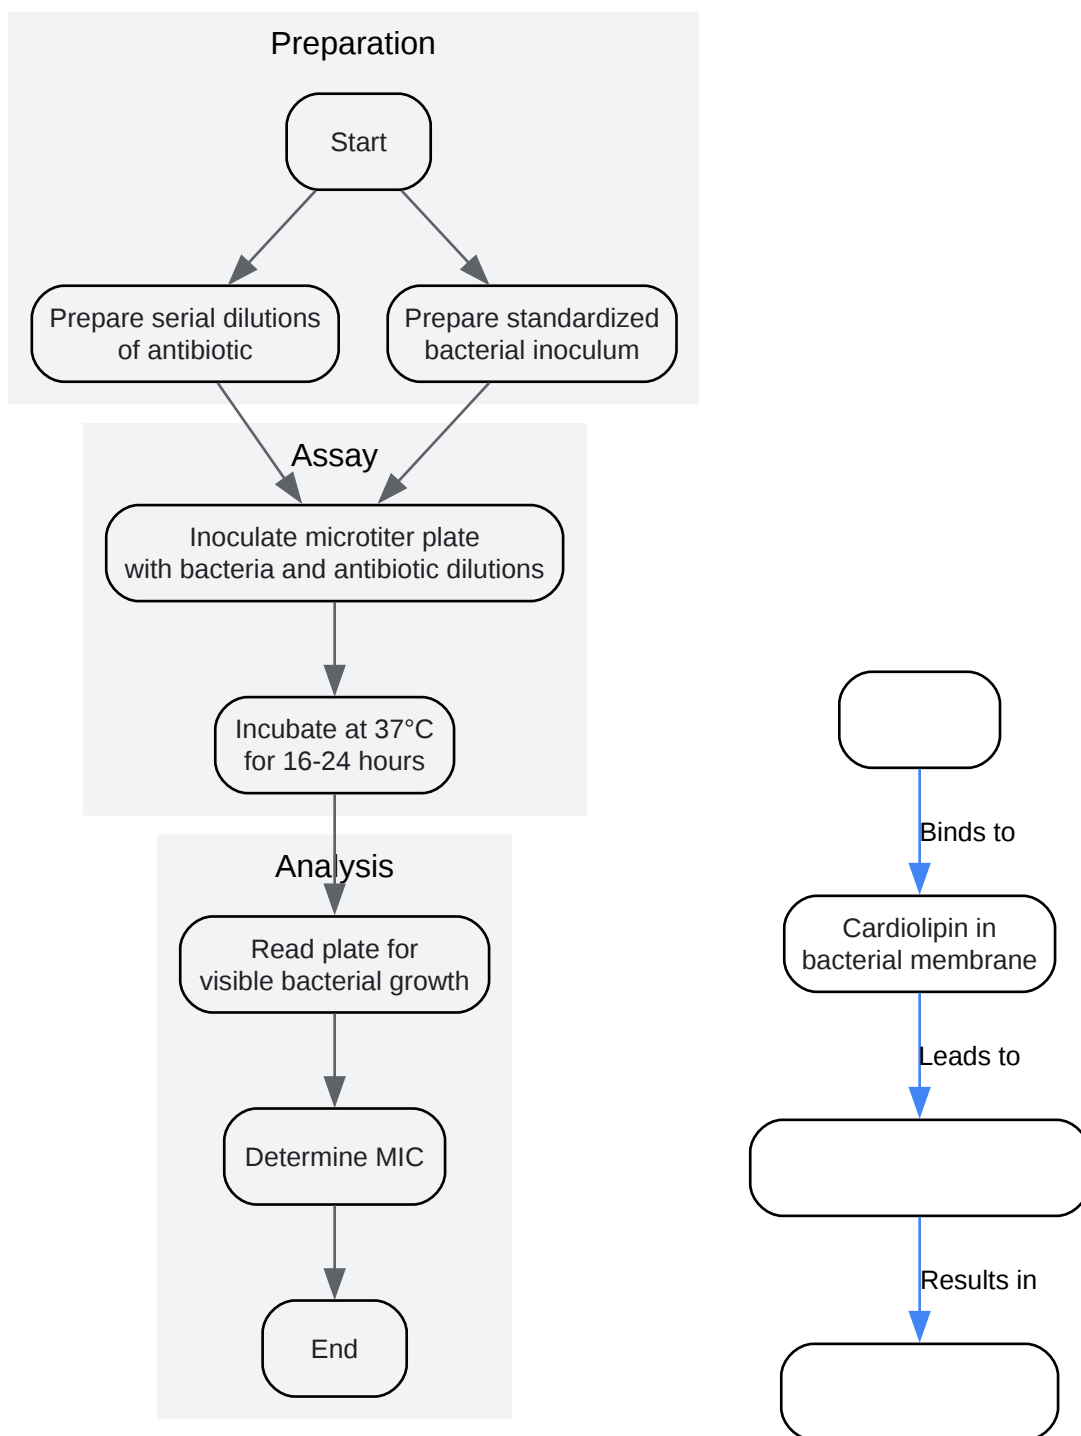 Preparation
Start
Prepare serial dilutions
of antibiotic
Prepare standardized
bacterial inoculum
Assay
Inoculate microtiter plate
with bacteria and antibiotic dilutions
Incubate at 37°C
for 16-24 hours
Analysis
Read plate for
visible bacterial growth
Determine MIC
End
Binds to
Cardiolipin in
bacterial membrane
Leads to
Results in